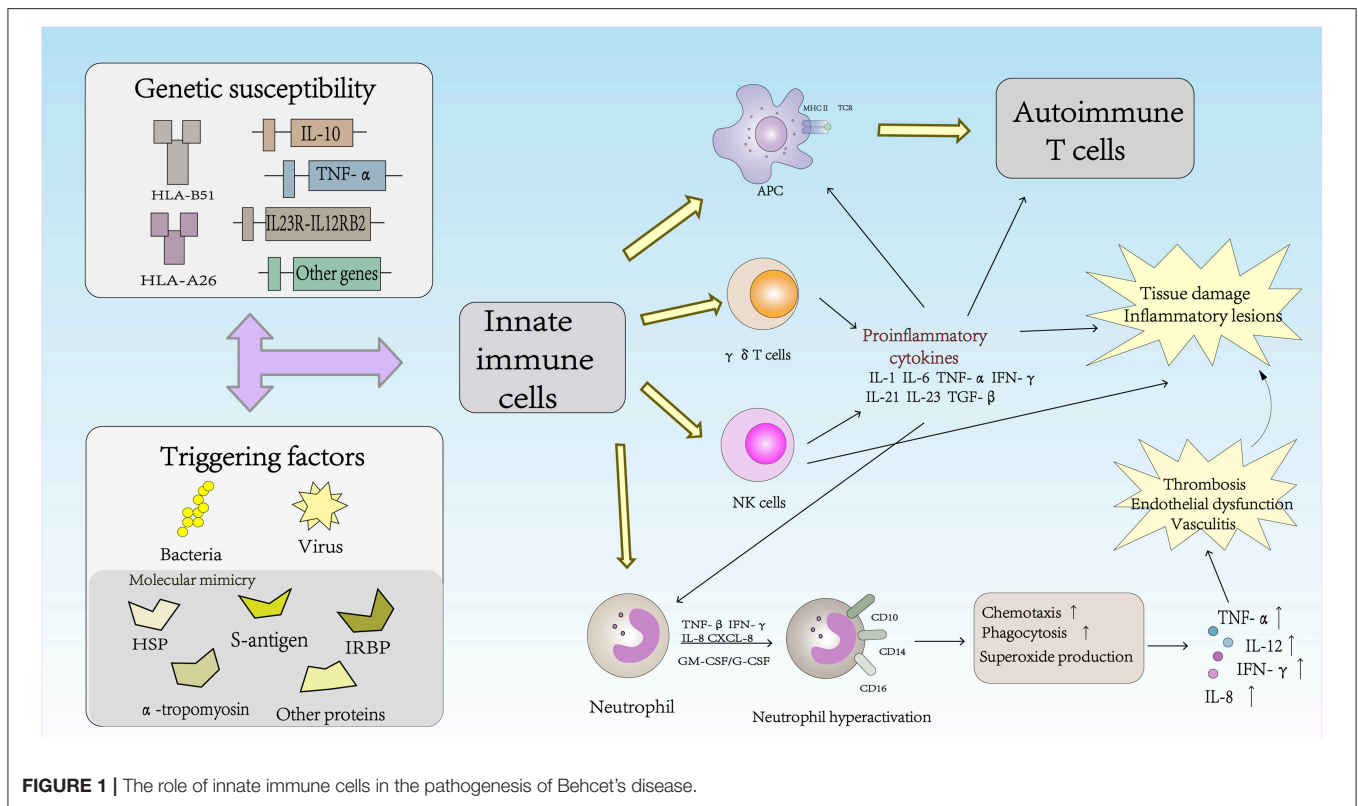 Genetic susceptibility
HLA-B51
HLA-A26
IL-10
TNF- α
IL23R-IL12RB2
Other genes
Triggering factors
Bacteria
Virus
Molecular mimicry
HSP
S-antigen
IRBP
α -tropomyosin
Other proteins
Innate
immune
cells
MHC II TCR
APC
Autoimmune
T cells
γ δ T cells
NK cells
Proinflammatory
cytokines
IL-1 IL-6 TNF- α IFN- γ
IL-21 IL-23 TGF- β
Tissue damage
Inflammatory lesions
Thrombosis
Endothelial dysfunction
Vasculitis
Neutrophil
TNF- β IFN- γ
IL-8 CXCL-8
GM-CSF/G-CSF
CD10
CD14
CD16
Neutrophil hyperactivation
Chemotaxis ↑
Phagocytosis ↑
Superoxide production
TNF- α ↑
IL-12 ↑
IFN- γ ↑
IL-8 ↑
FIGURE 1 | The role of innate immune cells in the pathogenesis of Behcet's disease.